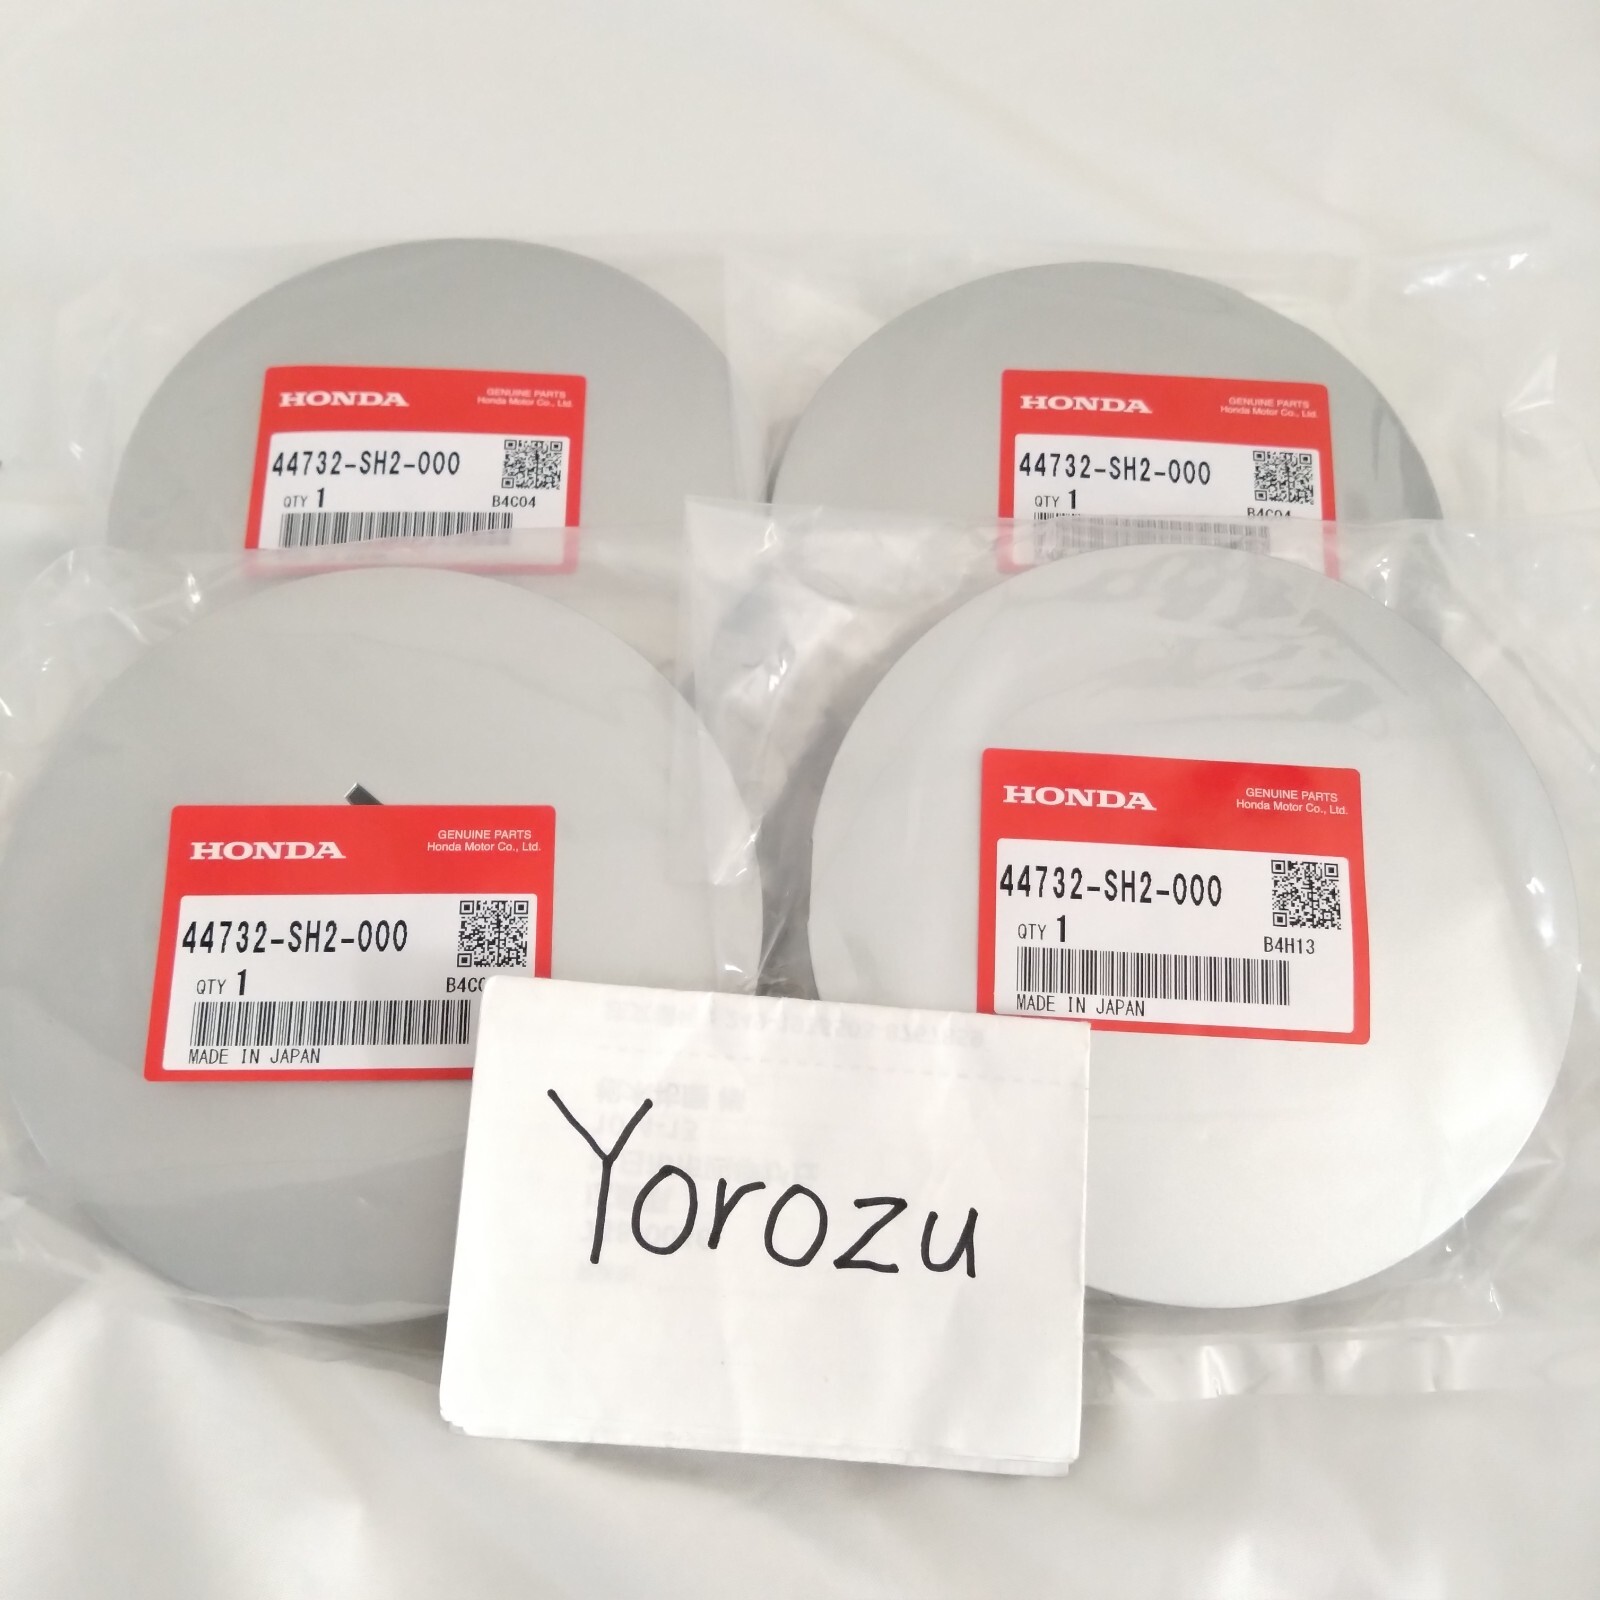 HONDA
GENUINE PARTS
Honda Motor Co., Ltd.
44732-SH2-000
QTY 1
B4C04
HONDA
GENUINE PARTS
Honda Motor Co., Ltd.
44732-SH2-000
QTY 1
B4C04
HONDA
GENUINE PARTS
Honda Motor Co., Ltd.
44732-SH2-000
QTY 1
B4C0
MADE IN JAPAN
HONDA
GENUINE PARTS
Honda Motor Co., Ltd.
44732-SH2-000
QTY 1
B4H13
MADE IN JAPAN
Yorozu